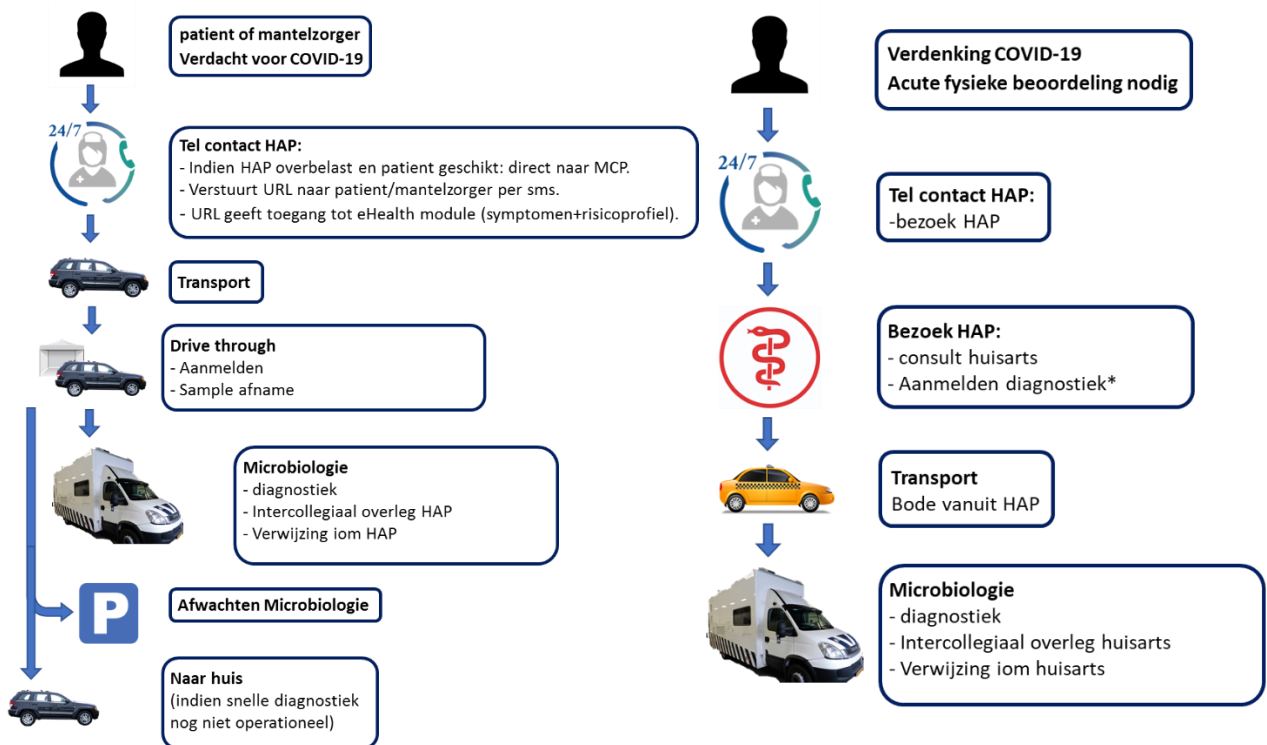 patient of mantelzorger
Verdacht voor COVID-19
24/7
Tel contact HAP:
- Indien HAP overbelast en patient geschikt: direct naar MCP.
- Verstuurt URL naar patient/mantelzorger per sms.
- URL geeft toegang tot eHealth module (symptomen+risicoprofiel).
Transport
Drive through
- Aanmelden
- Sample afname
Microbiologie
- diagnostiek
- Intercollegiaal overleg HAP
- Verwijzing iom HAP
P
Afwachten Microbiologie
Naar huis
(indien snelle diagnostiek
nog niet operationeel)
Verdenking COVID-19
Acute fysieke beoordeling nodig
24/7
Tel contact HAP:
-bezoek HAP
Bezoek HAP:
- consult huisarts
- Aanmelden diagnostiek*
Transport
Bode vanuit HAP
Microbiologie
- diagnostiek
- Intercollegiaal overleg huisarts
- Verwijzing iom huisarts